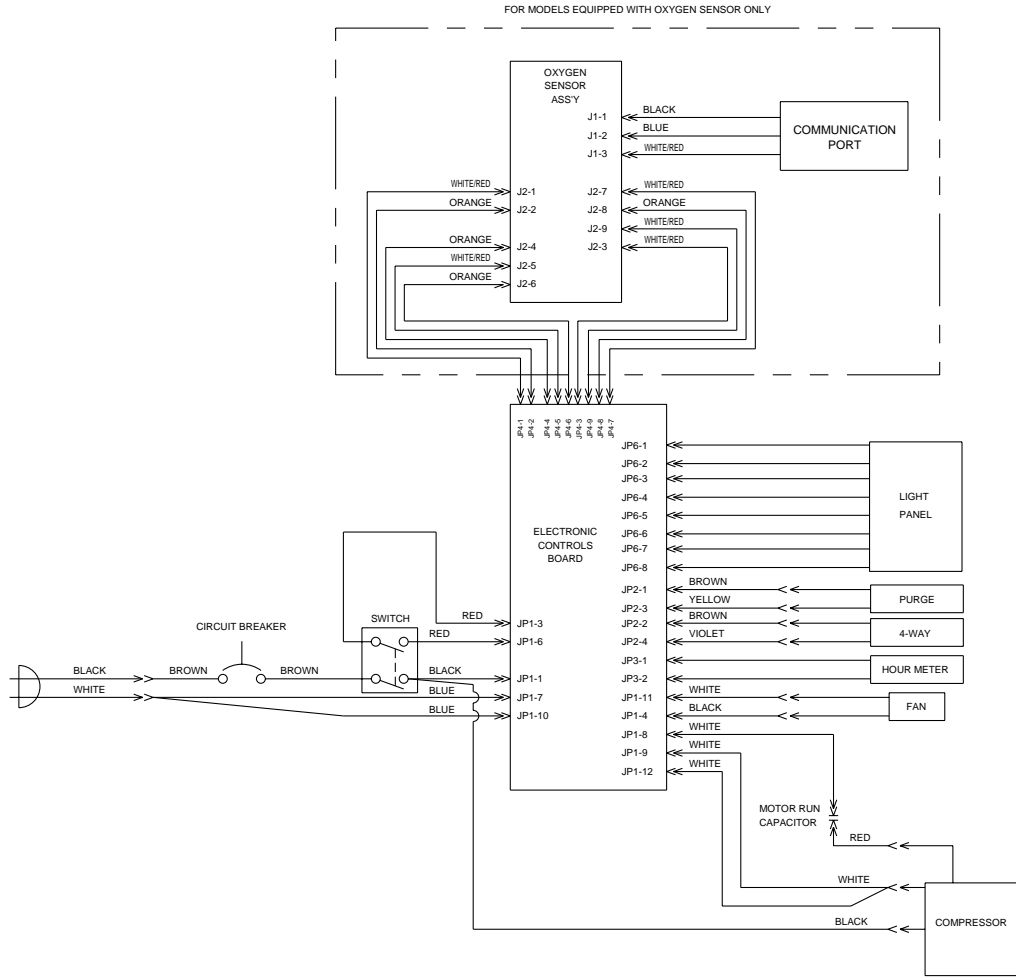 FOR MODELS EQUIPPED WITH OXYGEN SENSOR ONLY
OXYGEN
SENSOR
ASS'Y
J1-1
BLACK
J1-2
BLUE
J1-3
WHITE/RED
COMMUNICATION
PORT
WHITE/RED
J2-1
J2-7
WHITE/RED
ORANGE
J2-2
J2-8
ORANGE
J2-9
WHITE/RED
ORANGE
J2-4
J2-3
WHITE/RED
WHITE/RED
J2-5
ORANGE
J2-6
JP4-1
JP4-2
JP4-4
JP4-5
JP4-6
JP4-3
JP4-9
JP4-8
JP4-7
JP6-1
JP6-2
JP6-3
JP6-4
JP6-5
JP6-6
JP6-7
JP6-8
LIGHT
PANEL
ELECTRONIC
CONTROLS
BOARD
JP2-1
BROWN
JP2-3
YELLOW
PURGE
JP2-2
BROWN
JP2-4
VIOLET
4-WAY
JP3-1
JP3-2
HOUR METER
JP1-11
WHITE
JP1-4
BLACK
FAN
JP1-8
WHITE
JP1-9
WHITE
JP1-12
WHITE
SWITCH
RED
JP1-3
RED
JP1-6
CIRCUIT BREAKER
BLACK
BROWN
BROWN
BLACK
JP1-1
WHITE
BLUE
JP1-7
BLUE
JP1-10
MOTOR RUN
CAPACITOR
RED
WHITE
BLACK
COMPRESSOR